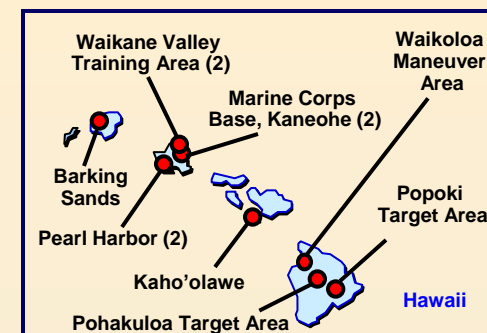 Waikane Valley
Training Area (2)
Waikoloa
Maneuver
Area
Marine Corps
Base, Kaneohe (2)
Barking
Sands
Popoki
Target Area
Pearl Harbor (2)
Kaho'olawe
Hawaii
Pohakuloa Target Area